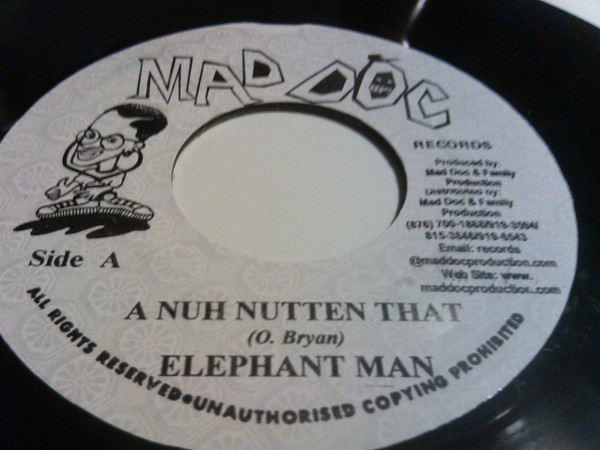 MAD DOC
RECORDS
Produced by:
Mad Doc & Family
Production
Distributed by:
Mad Doc & Family
Production
Email: records
@maddocproduction.com
Web Site: www.
maddocproduction.com
Side A
A NUH NUTTEN THAT
(O. Bryan)
ELEPHANT MAN
ALL RIGHTS RESERVED•UNAUTHORISED COPYING PROHIBITED